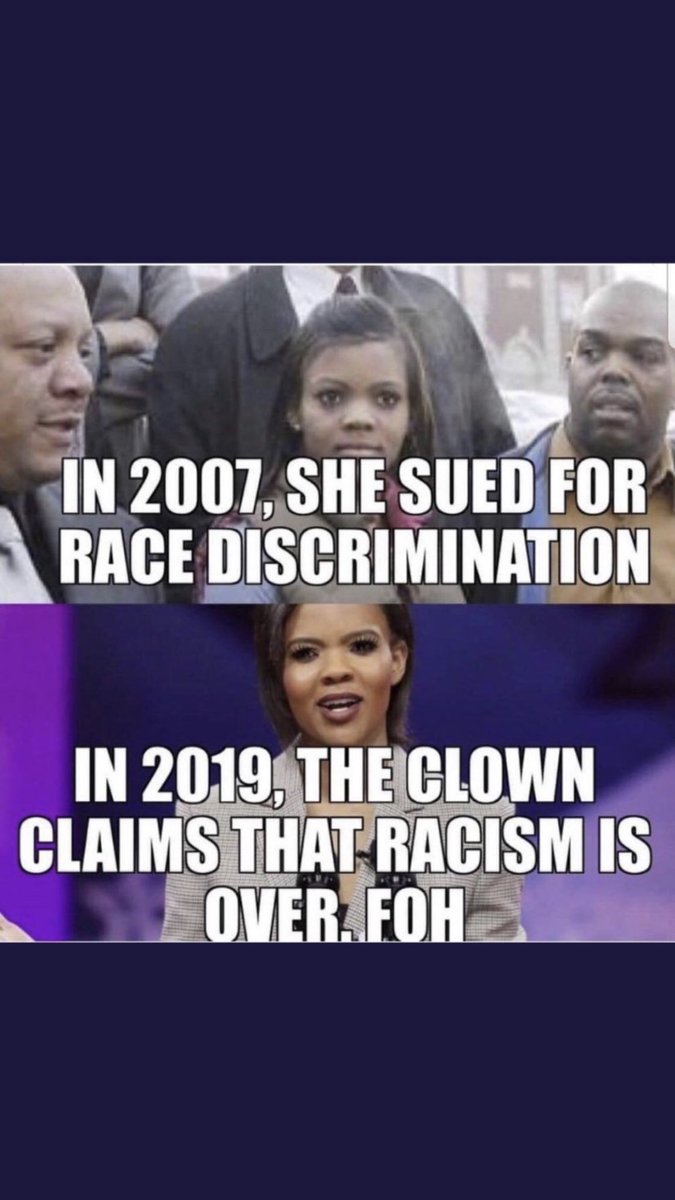 IN 2007, SHE SUED FOR
RACE DISCRIMINATION
IN 2019, THE CLOWN
CLAIMS THAT RACISM IS
OVER. FOH